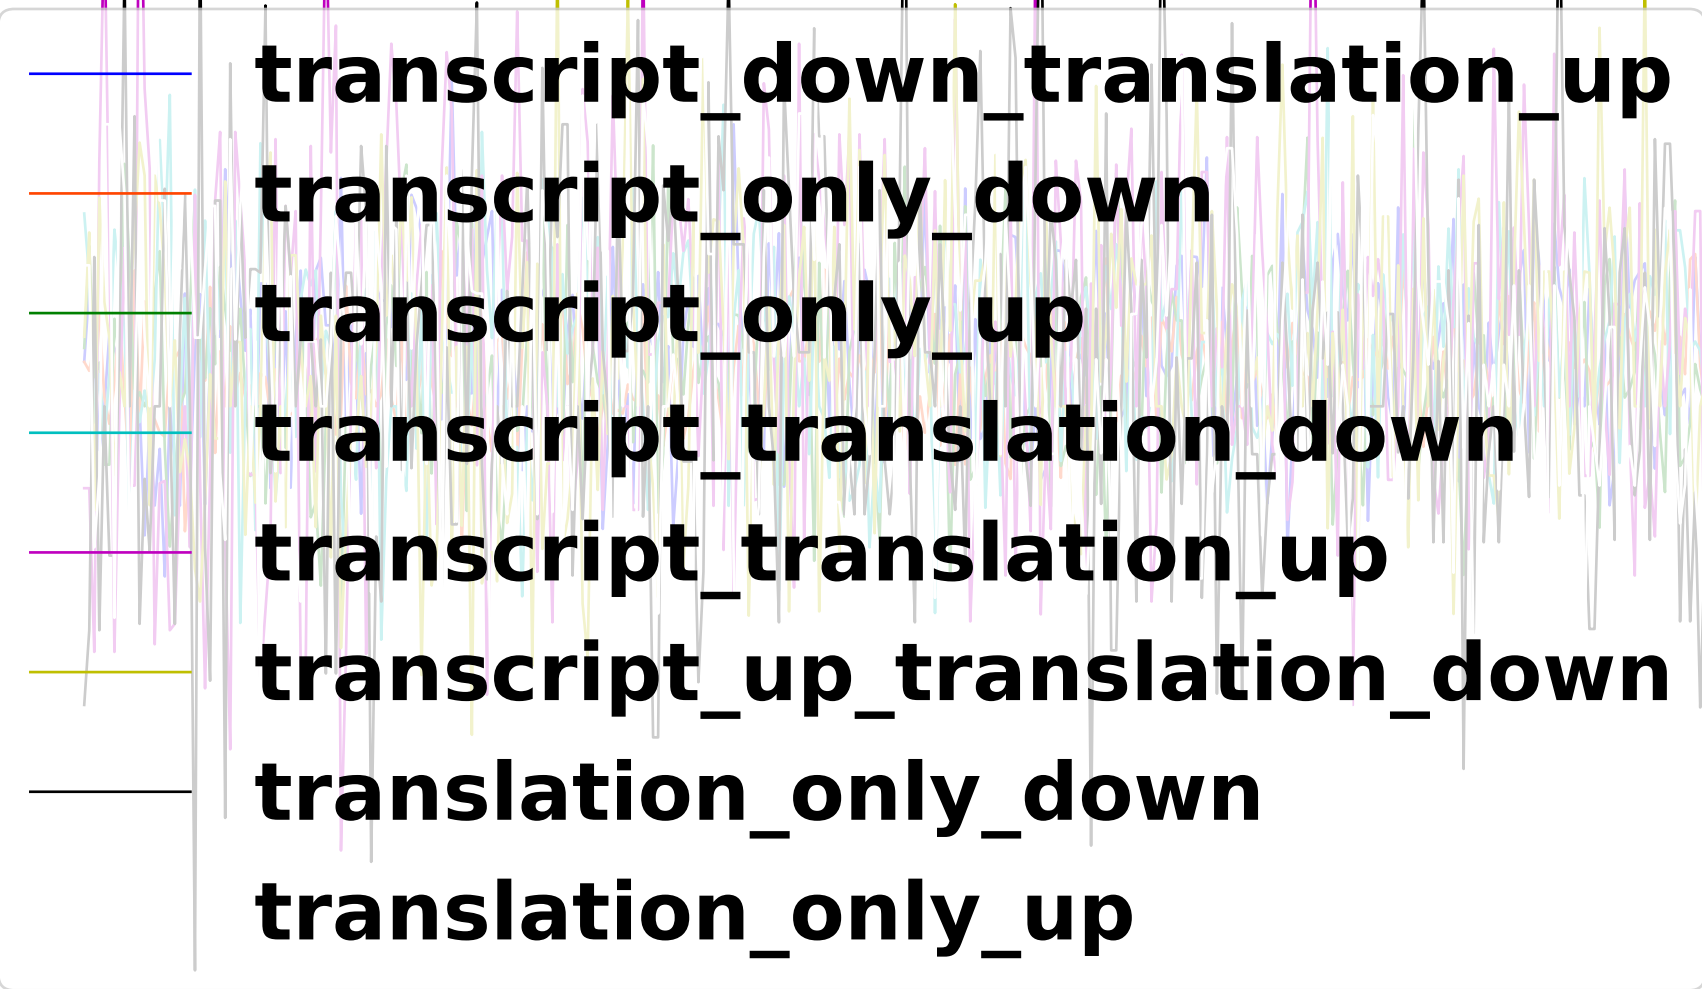 transcript_down_translation_up
transcript_only_down
transcript_only_up
transcript_translation_down
transcript_translation_up
transcript_up_translation_down
translation_only_down
translation_only_up